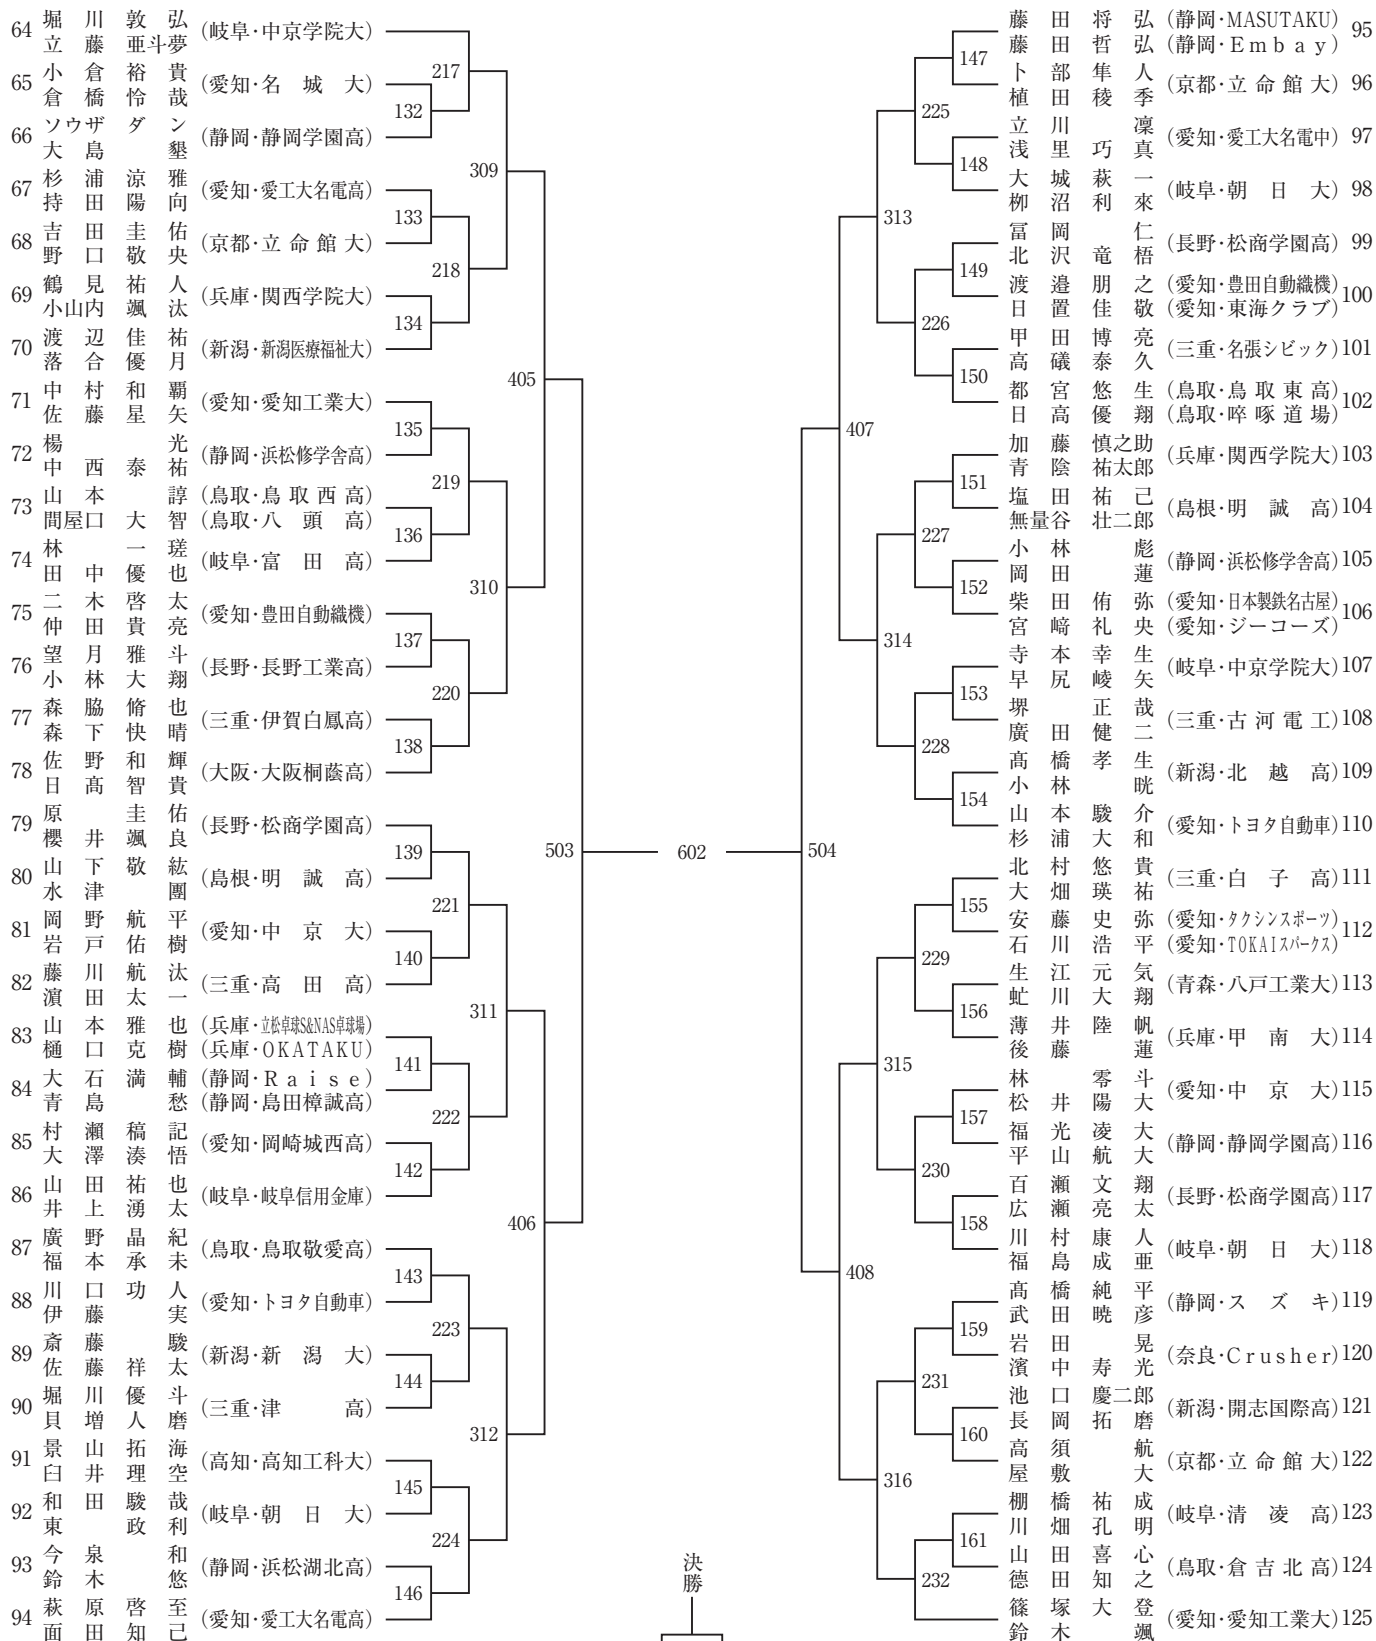 64 堀川敦弘 (岐阜・中京学院大)
立藤亜斗夢
65 小倉裕貴 (愛知・名城大)
倉橋怜哉
66 ソウザダン (静岡・静岡学園高)
大島墾
67 杉浦涼雅 (愛知・愛工大名電高)
持田陽向
68 吉田圭佑 (京都・立命館大)
野口敬央
69 鶴見祐人 (兵庫・関西学院大)
小山内颯汰
70 渡辺佳祐 (新潟・新潟医療福祉大)
落合優月
71 中村和覇 (愛知・愛知工業大)
佐藤星矢
72 楊光 (静岡・浜松修学舎高)
中西泰祐
73 山本諄 (鳥取・鳥取西高)
間屋口大智 (鳥取・八頭高)
74 林一瑳 (岐阜・富田高)
田中優也
75 二木啓太 (愛知・豊田自動織機)
仲田貴亮
76 望月雅斗 (長野・長野工業高)
小林大翔
77 森脇脩也 (三重・伊賀白鳳高)
森下快晴
78 佐野和輝 (大阪・大阪桐蔭高)
日髙智貴
79 原圭佑 (長野・松商学園高)
櫻井颯良
80 山下敬紘 (島根・明誠高)
水津團
81 岡野航平 (愛知・中京大)
岩戸佑樹
82 藤川航汰 (三重・高田高)
濵田太一
83 山本雅也 (兵庫・立松卓球S&NAS卓球場)
樋口克樹 (兵庫・OKATAKU)
84 大石満輔 (静岡・Raise)
青島愁 (静岡・島田樟誠高)
85 村瀬稿記 (愛知・岡崎城西高)
大澤湊悟
86 山田祐也 (岐阜・岐阜信用金庫)
井上湧太
87 廣野晶紀 (鳥取・鳥取敬愛高)
福本承未
88 川口功人 (愛知・トヨタ自動車)
伊藤実
89 斎藤駿 (新潟・新潟大)
佐藤祥太
90 堀川優斗 (三重・津高)
貝増人磨
91 景山拓海 (高知・高知工科大)
臼井理空
92 和田駿哉 (岐阜・朝日大)
東政利
93 今泉和 (静岡・浜松湖北高)
鈴木悠
94 萩原啓至 (愛知・愛工大名電高)
面田知己
217
132
309
133
218
134
405
135
219
136
310
137
220
138
503
139
221
140
311
141
222
142
406
143
223
144
312
145
224
146
602
決勝
504
147
225
148
313
149
226
150
407
151
227
152
314
153
228
154
155
229
156
315
157
230
158
408
159
231
160
316
161
232
藤田将弘 (静岡・MASUTAKU) 95
藤田哲弘 (静岡・Embay)
卜部隼人 (京都・立命館大) 96
植田稜季
立川凜 (愛知・愛工大名電中) 97
浅里巧真
大城萩一 (岐阜・朝日大) 98
柳沼利來
冨岡仁 (長野・松商学園高) 99
北沢竜梧
渡邉朋之 (愛知・豊田自動織機) 100
日置佳敬 (愛知・東海クラブ)
甲田博亮 (三重・名張シビック) 101
高礒泰久
都宮悠生 (鳥取・鳥取東高) 102
日高優翔 (鳥取・啐啄道場)
加藤慎之助 (兵庫・関西学院大) 103
青陰祐太郎
塩田祐己 (島根・明誠高) 104
無量谷壮二郎
小林彪 (静岡・浜松修学舎高) 105
岡田蓮
柴田侑弥 (愛知・日本製鉄名古屋) 106
宮﨑礼央 (愛知・ジーコーズ)
寺本幸生 (岐阜・中京学院大) 107
早尻崚矢
堺正哉 (三重・古河電工) 108
廣田健二
髙橋孝生 (新潟・北越高) 109
小林晄
山本駿介 (愛知・トヨタ自動車) 110
杉浦大和
北村悠貴 (三重・白子高) 111
大畑瑛祐
安藤史弥 (愛知・タクシンスポーツ) 112
石川浩平 (愛知・TOKAIスパークス)
生江元気 (青森・八戸工業大) 113
虻川大翔
薄井陸帆 (兵庫・甲南大) 114
後藤蓮
林零斗 (愛知・中京大) 115
松井陽大
福光凌大 (静岡・静岡学園高) 116
平山航大
百瀬文翔 (長野・松商学園高) 117
広瀬亮太
川村康人 (岐阜・朝日大) 118
福島成亜
髙橋純平 (静岡・スズキ) 119
武田暁彦
岩田晃 (奈良・Crusher) 120
濱中寿光
池口慶二郎 (新潟・開志国際高) 121
長岡拓磨
高須航 (京都・立命館大) 122
屋敷大
棚橋祐成 (岐阜・清凌高) 123
川畑孔明
山田喜心 (鳥取・倉吉北高) 124
德田知之
篠塚大登 (愛知・愛知工業大) 125
鈴木颯